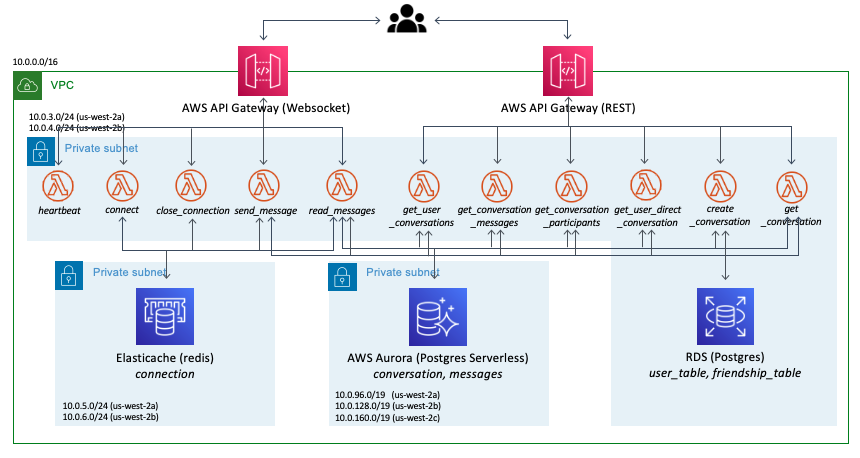 10.0.0.0/16
VPC
AWS API Gateway (Websocket)
AWS API Gateway (REST)
10.0.3.0/24 (us-west-2a)
10.0.4.0/24 (us-west-2b)
Private subnet
heartbeat
connect
close_connection
send_message
read_messages
get_user
_conversations
get_conversation
_messages
get_conversation
_participants
get_user_direct
_conversation
create
_conversation
get
_conversation
Private subnet
Private subnet
Elasticache (redis)
connection
AWS Aurora (Postgres Serverless)
conversation, messages
RDS (Postgres)
user_table, friendship_table
10.0.5.0/24 (us-west-2a)
10.0.6.0/24 (us-west-2b)
10.0.96.0/19 (us-west-2a)
10.0.128.0/19 (us-west-2b)
10.0.160.0/19 (us-west-2c)